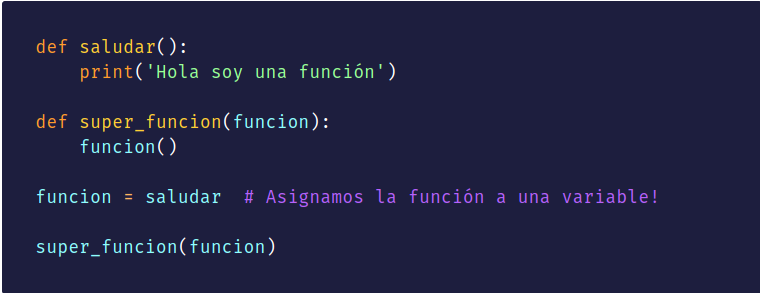 def saludar():
    print('Hola soy una función')
def super_funcion(funcion):
    funcion()
funcion = saludar  # Asignamos la función a una variable!
super_funcion(funcion)